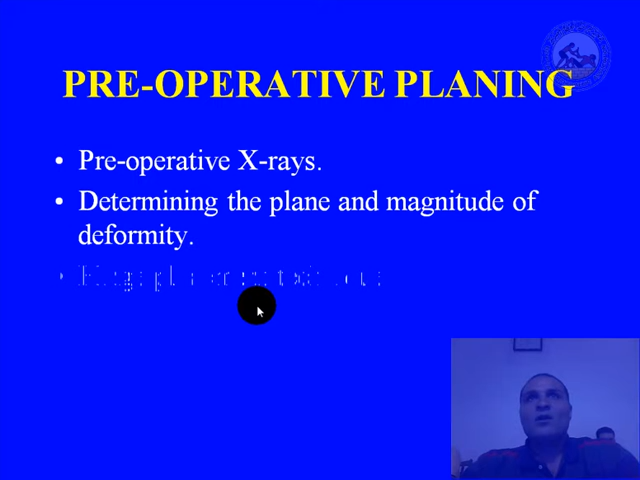 PRE-OPERATIVE PLANING
• Pre-operative X-rays.
• Determining the plane and magnitude of
deformity.